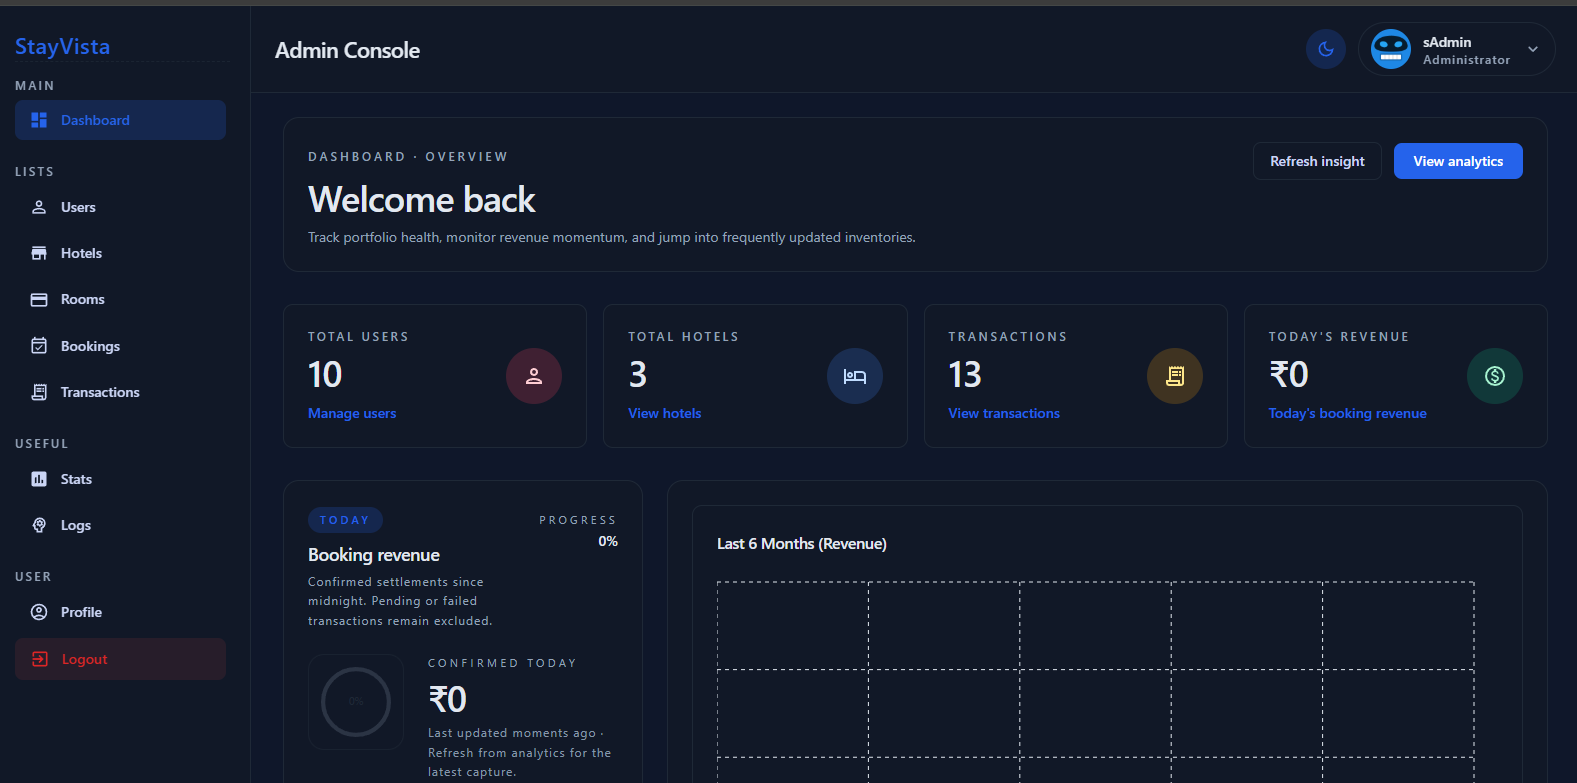 StayVista
MAIN
Dashboard
LISTS
Users
Hotels
Rooms
Bookings
Transactions
USEFUL
Stats
Logs
USER
Profile
Logout
Admin Console
sAdmin
Administrator
DASHBOARD · OVERVIEW
Welcome back
Track portfolio health, monitor revenue momentum, and jump into frequently updated inventories.
Refresh insight
View analytics
TOTAL USERS
10
Manage users
TOTAL HOTELS
3
View hotels
TRANSACTIONS
13
View transactions
TODAY'S REVENUE
₹0
Today's booking revenue
TODAY
PROGRESS
0%
Booking revenue
Confirmed settlements since
midnight. Pending or failed
transactions remain excluded.
0%
CONFIRMED TODAY
₹0
Last updated moments ago ·
Refresh from analytics for the
latest capture.
Last 6 Months (Revenue)